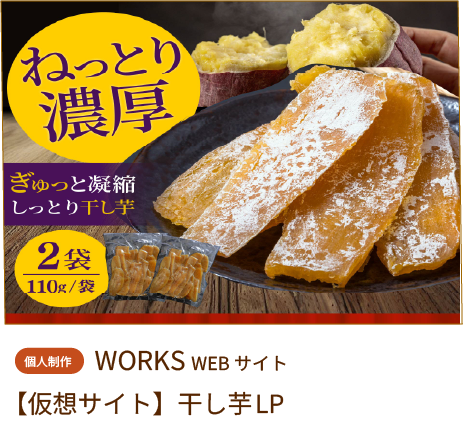 ねっとり
濃厚
ぎゅっと凝縮
しっとり干し芋
2袋
110g/袋
個人制作 WORKS WEB サイト
【仮想サイト】干し芋LP